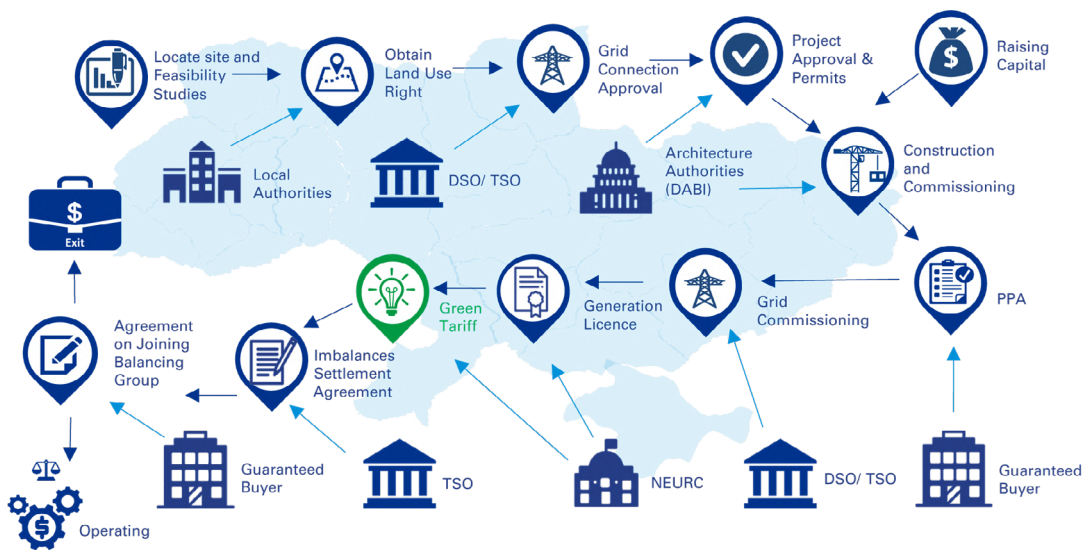 Locate site and
Feasibility
Studies
Obtain
Land Use
Right
Grid
Connection
Approval
Project
Approval &
Permits
Raising
Capital
Local
Authorities
DSO/ TSO
Architecture
Authorities
(DABI)
Construction
and
Commissioning
$
Exit
Green
Tariff
Generation
Licence
Grid
Commissioning
PPA
Agreement
on Joining
Balancing
Group
Imbalances
Settlement
Agreement
Guaranteed
Buyer
TSO
NEURC
DSO/ TSO
Guaranteed
Buyer
$
Operating